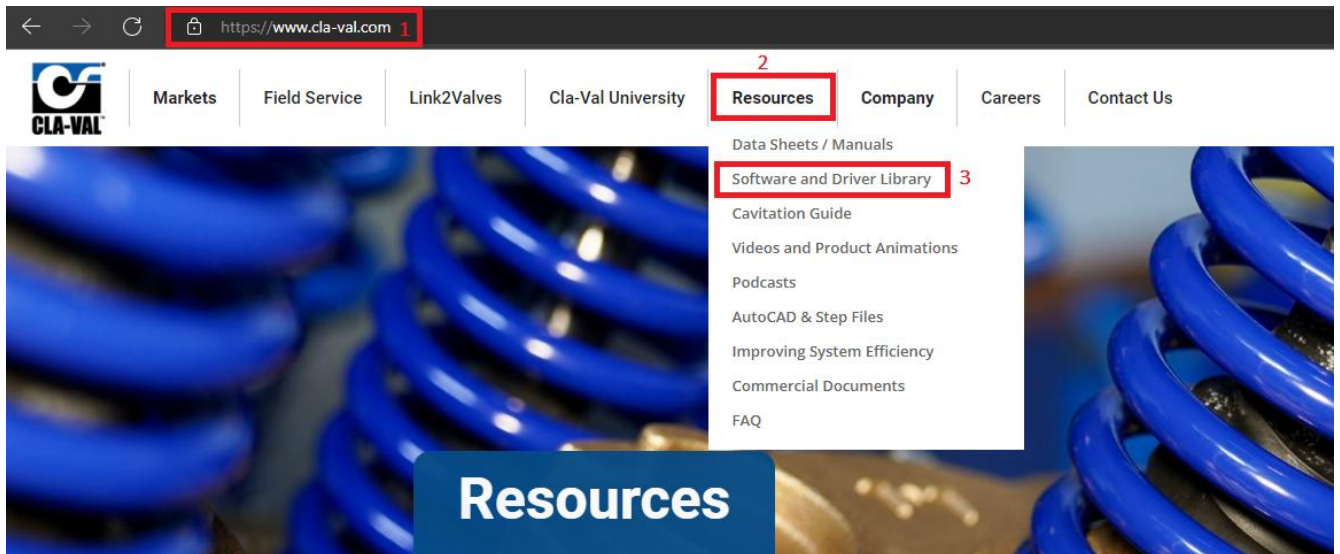 https://www.cla-val.com 1
2
CLA-VAL
Markets Field Service Link2Valves Cla-Val University Resources Company Careers Contact Us
Data Sheets / Manuals
Software and Driver Library 3
Cavitation Guide
Videos and Product Animations
Podcasts
AutoCAD & Step Files
Improving System Efficiency
Commercial Documents
FAQ
Resources